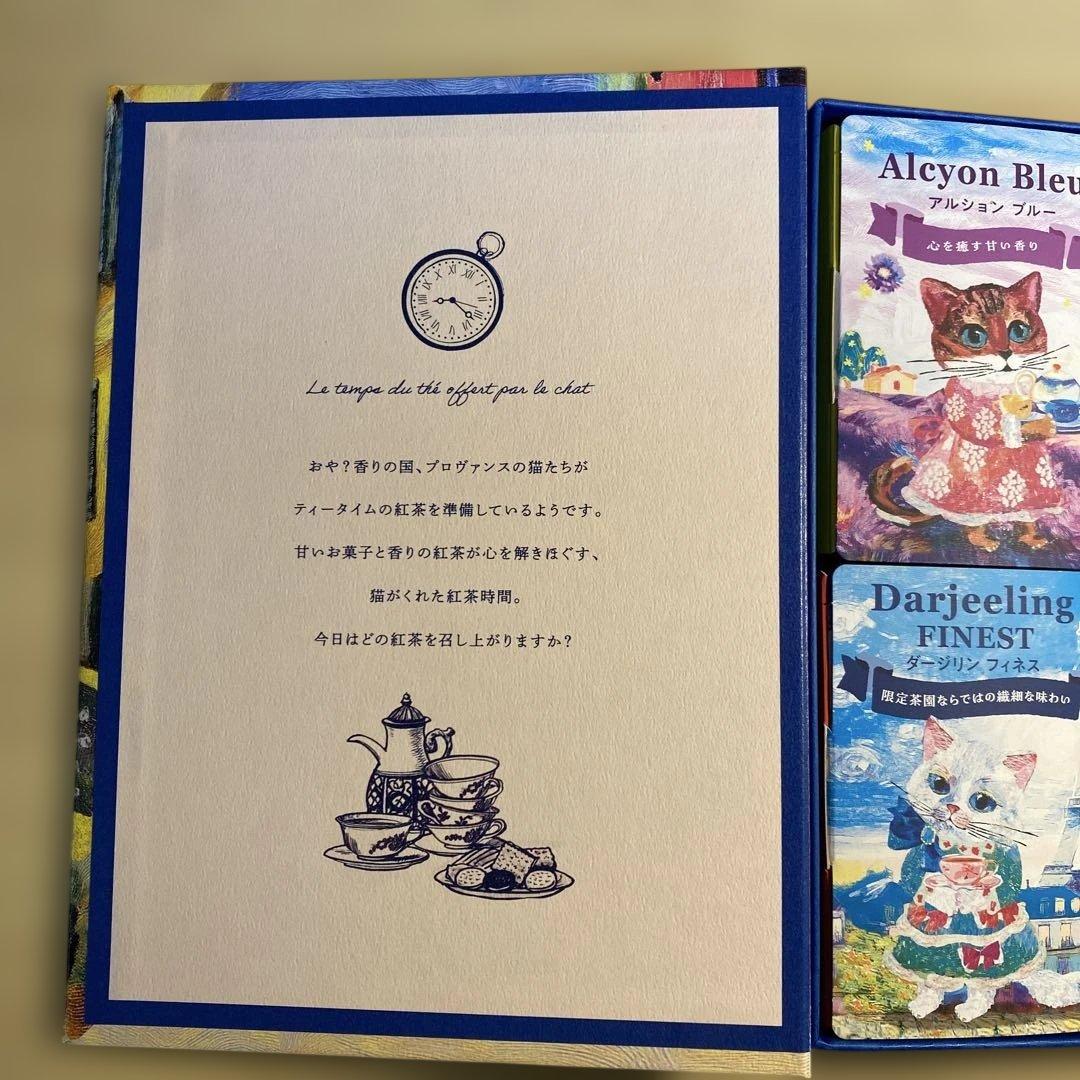 Le temps du thé offert par le chat
おや?香りの国、プロヴァンスの猫たちが
ティータイムの紅茶を準備しているようです。
甘いお菓子と香りの紅茶が心を解きほぐす、
猫がくれた紅茶時間。
今日はどの紅茶を召し上がりますか?
Alcyon Bleu
アルション ブルー
心を癒す甘い香り
Darjeeling
FINEST
ダージリン フィネス
限定茶園ならではの繊細な味わい